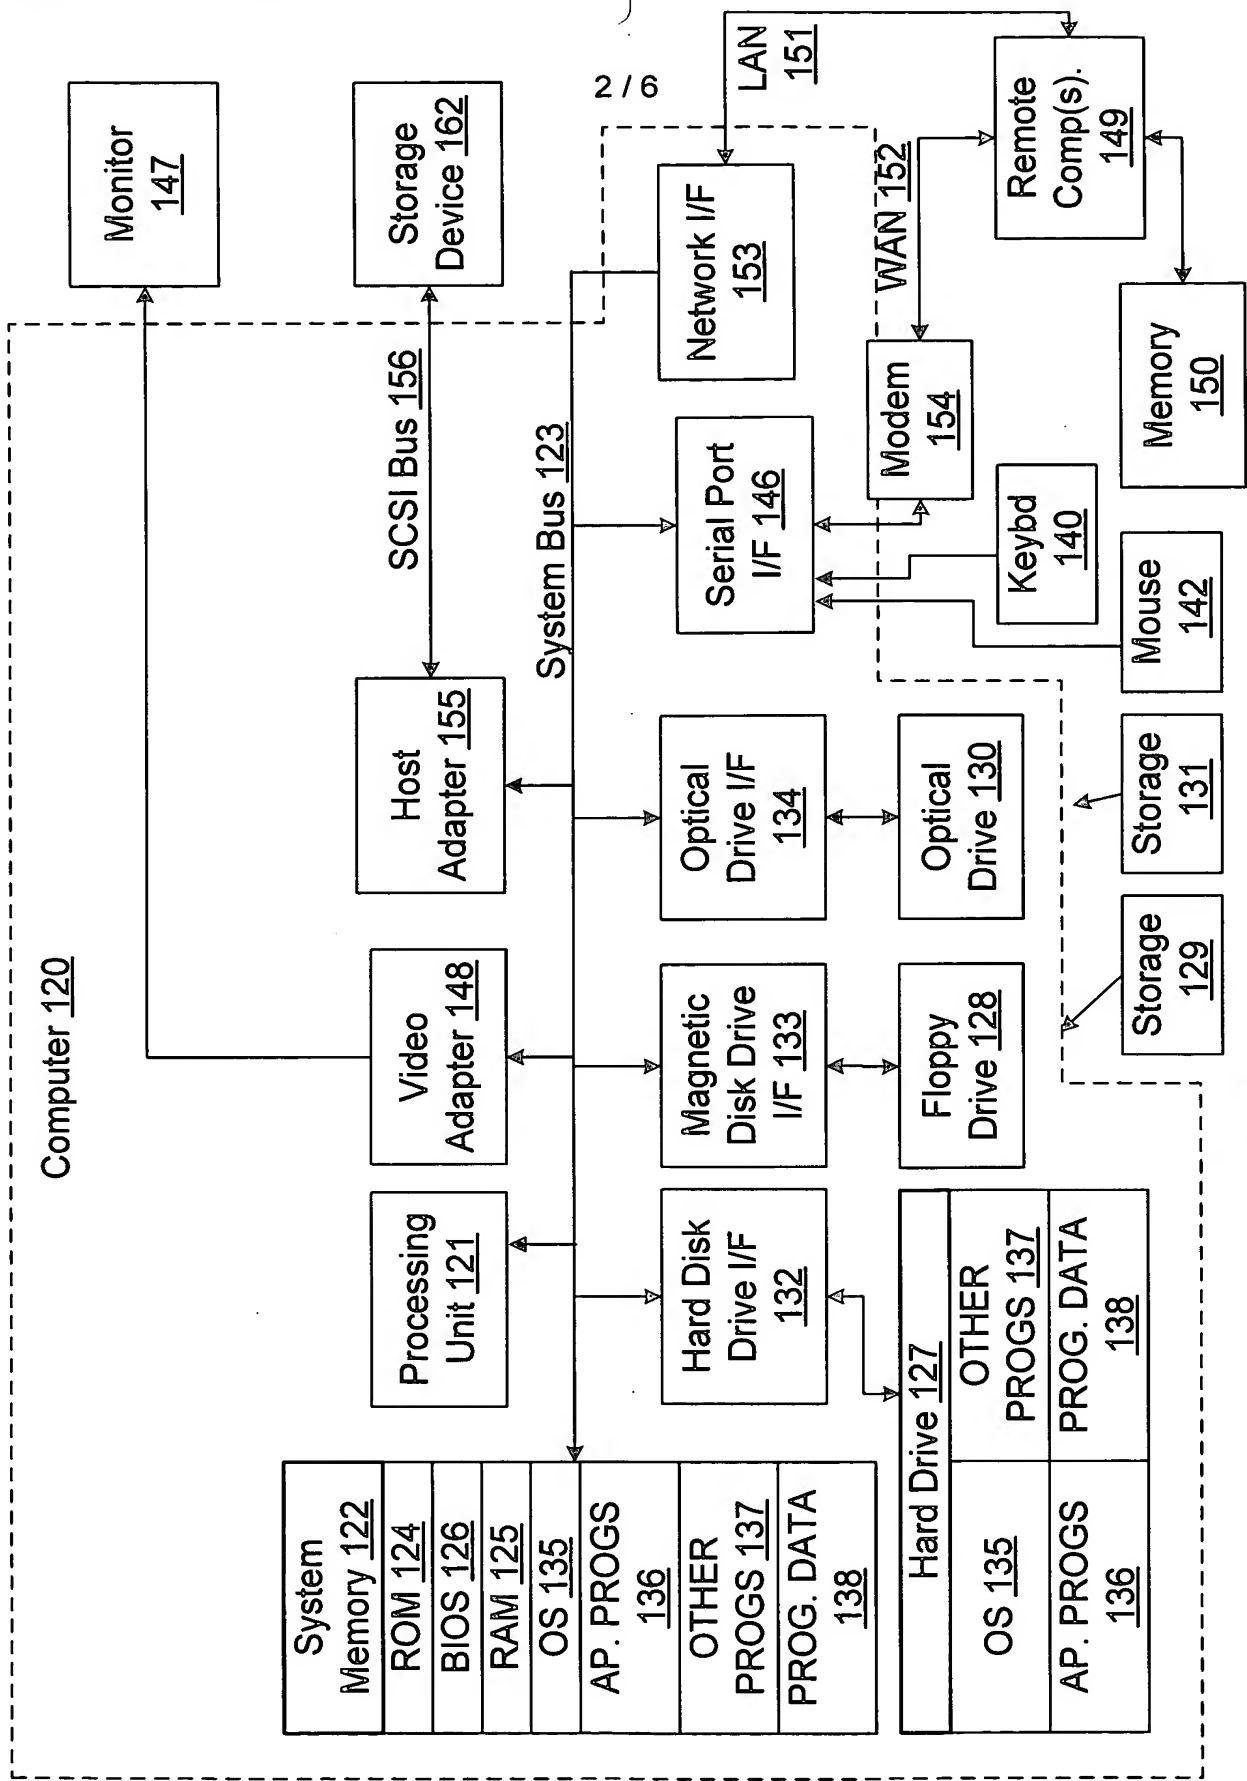 2 / 6
Computer 120
Monitor
147
Storage
Device 162
SCSI Bus 156
System
Memory 122
ROM 124
BIOS 126
RAM 125
OS 135
AP. PROGS
136
OTHER
PROGS 137
PROG. DATA
138
Processing
Unit 121
Video
Adapter 148
Host
Adapter 155
System Bus 123
Hard Disk
Drive I/F
132
Magnetic
Disk Drive
I/F 133
Optical
Drive I/F
134
Serial Port
I/F 146
Network I/F
153
LAN
151
Hard Drive 127
OS 135
OTHER
PROGS 137
AP. PROGS
136
PROG. DATA
138
Floppy
Drive 128
Optical
Drive 130
Modem
154
WAN 152
Keybd
140
Remote
Comp(s).
149
Storage
129
Storage
131
Mouse
142
Memory
150